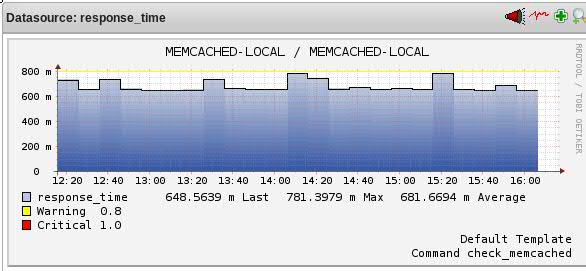 Datasource: response_time
MEMCACHED-LOCAL / MEMCACHED-LOCAL
RRDTOOL / TOBI OETIKER
800 m
600 m
400 m
200 m
0
12:20 12:40 13:00 13:20 13:40 14:00 14:20 14:40 15:00 15:20 15:40 16:00
response_time 648.5639 m Last 781.3979 m Max 681.6694 m Average
Warning 0.8
Critical 1.0
Default Template
Command check_memcached